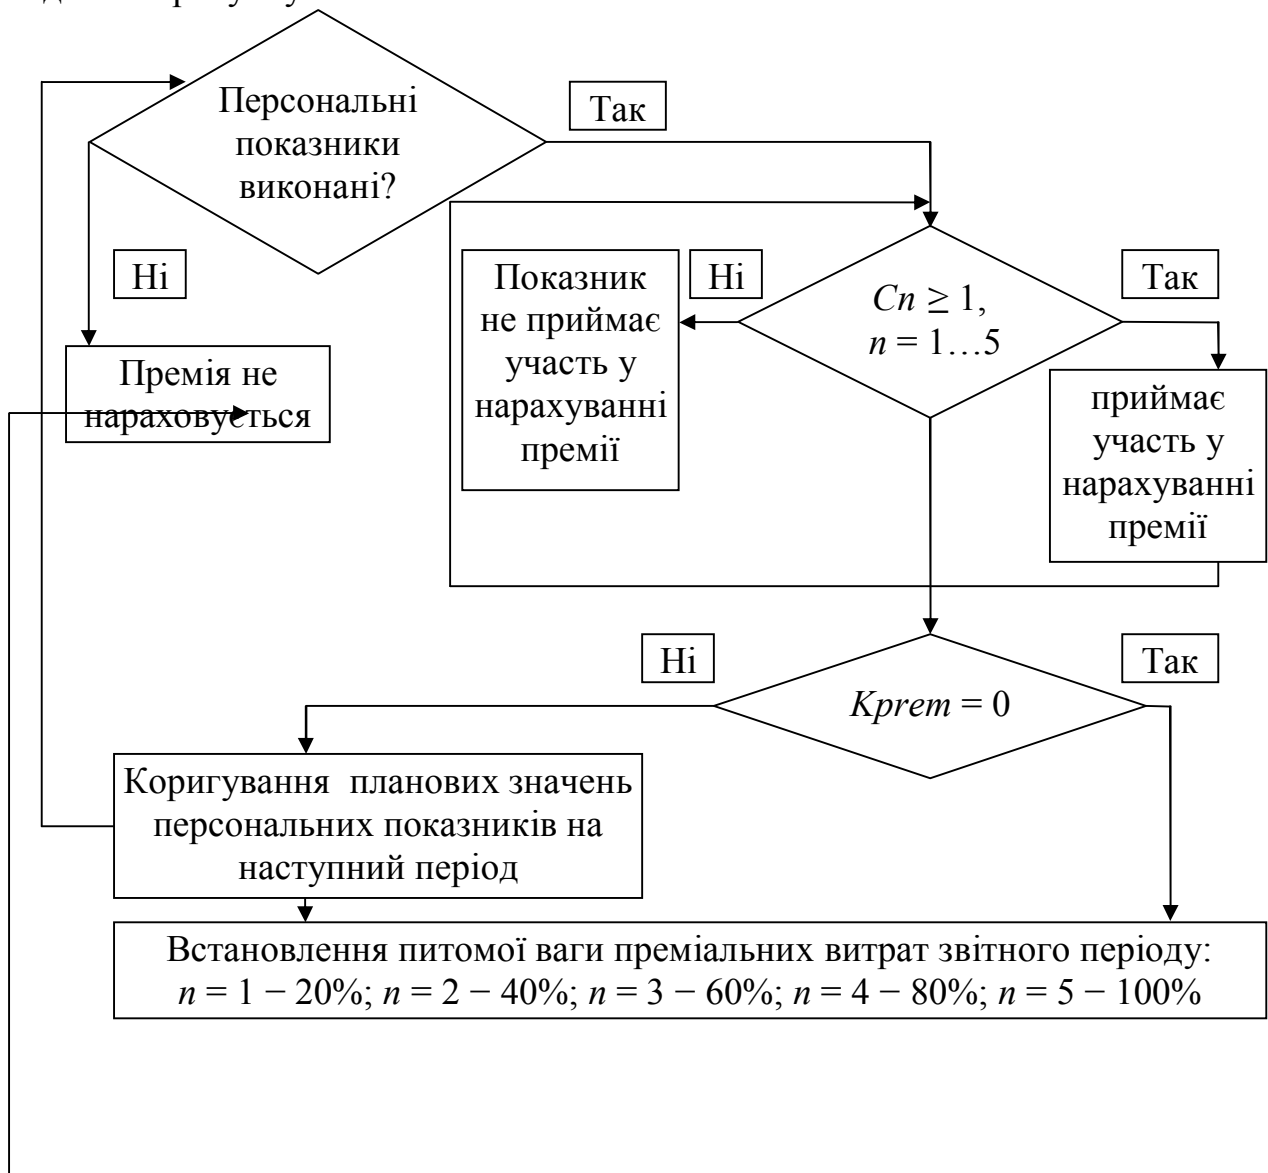 Персональні
показники
виконані?
Так
Ні
Премія не
нараховується
Показник
не приймає
участь у
нарахуванні
премії
Ні
Cn ≥ 1,
n = 1…5
Так
приймає
участь у
нарахуванні
премії
Ні
Kprem = 0
Так
Коригування планових значень
персональних показників на
наступний період
Встановлення питомої ваги преміальних витрат звітного періоду:
n = 1 − 20%; n = 2 − 40%; n = 3 − 60%; n = 4 − 80%; n = 5 − 100%